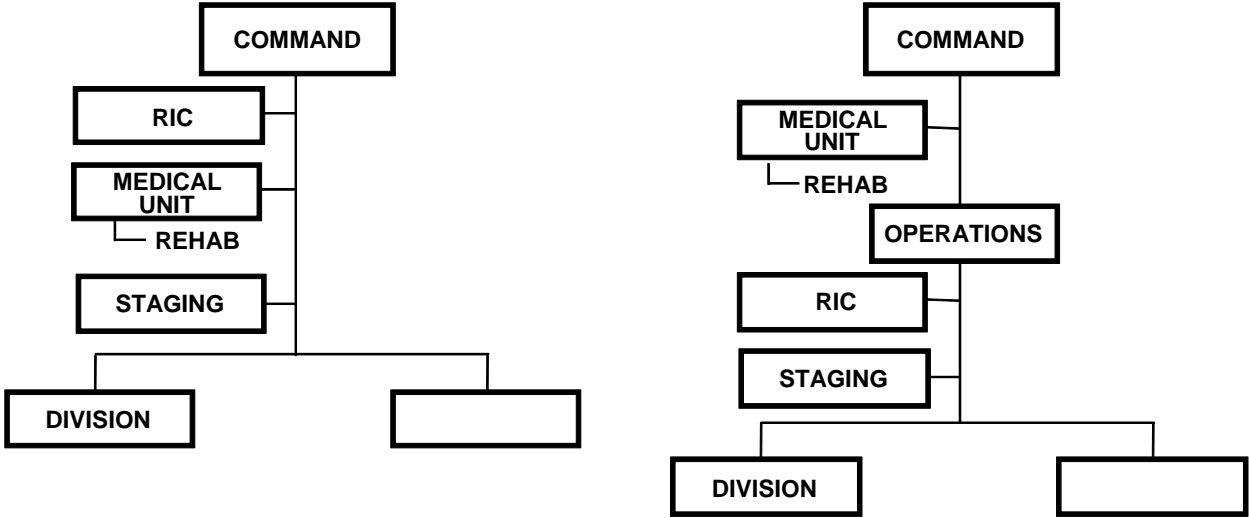 COMMAND
RIC
MEDICAL
UNIT
REHAB
STAGING
DIVISION
COMMAND
MEDICAL
UNIT
REHAB
OPERATIONS
RIC
STAGING
DIVISION